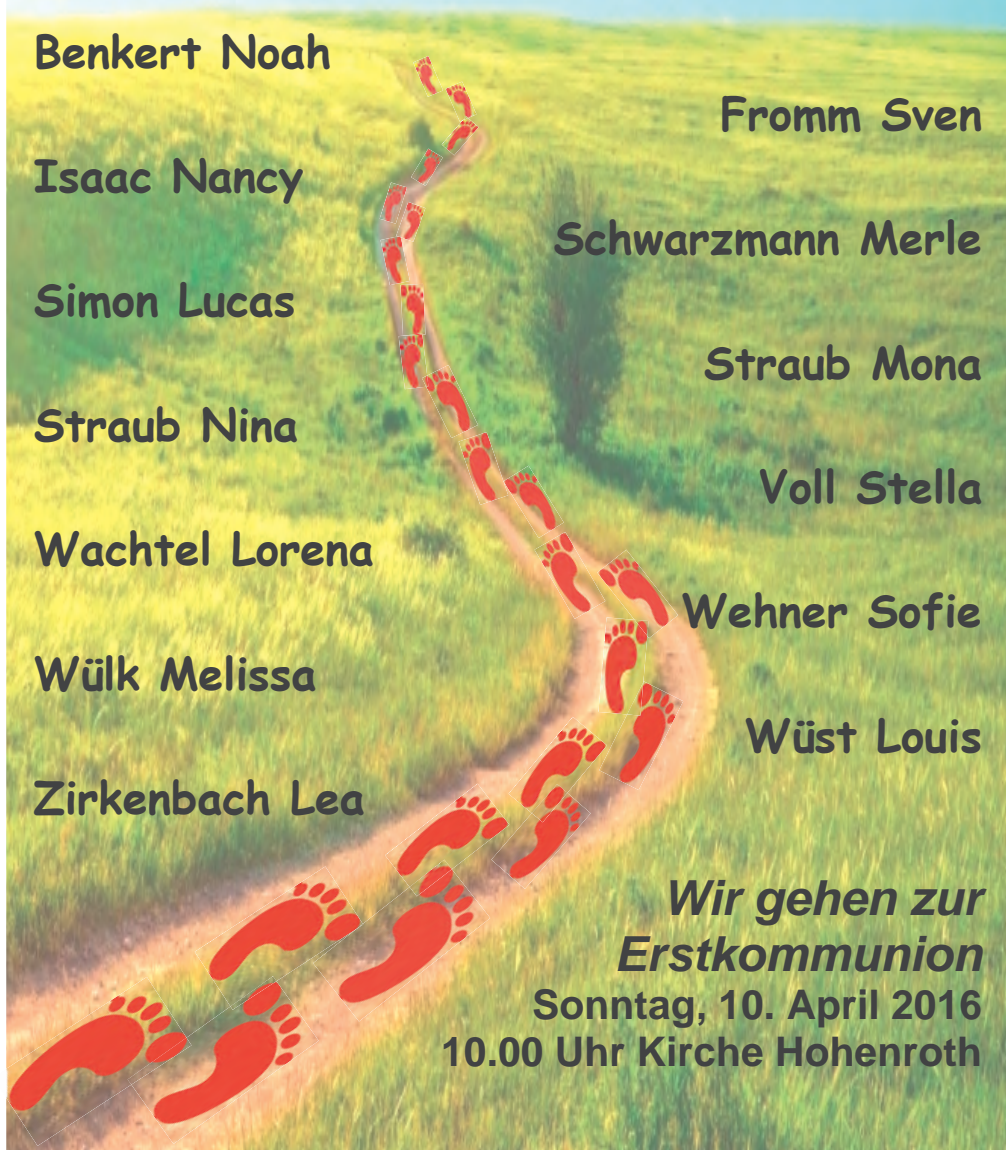 Benkert Noah
Fromm Sven
Isaac Nancy
Schwarzmann Merle
Simon Lucas
Straub Mona
Straub Nina
Voll Stella
Wachtel Lorena
Wehner Sofie
Wülk Melissa
Wüst Louis
Zirkenbach Lea
Wir gehen zur
Erstkommunion
Sonntag, 10. April 2016
10.00 Uhr Kirche Hohenroth